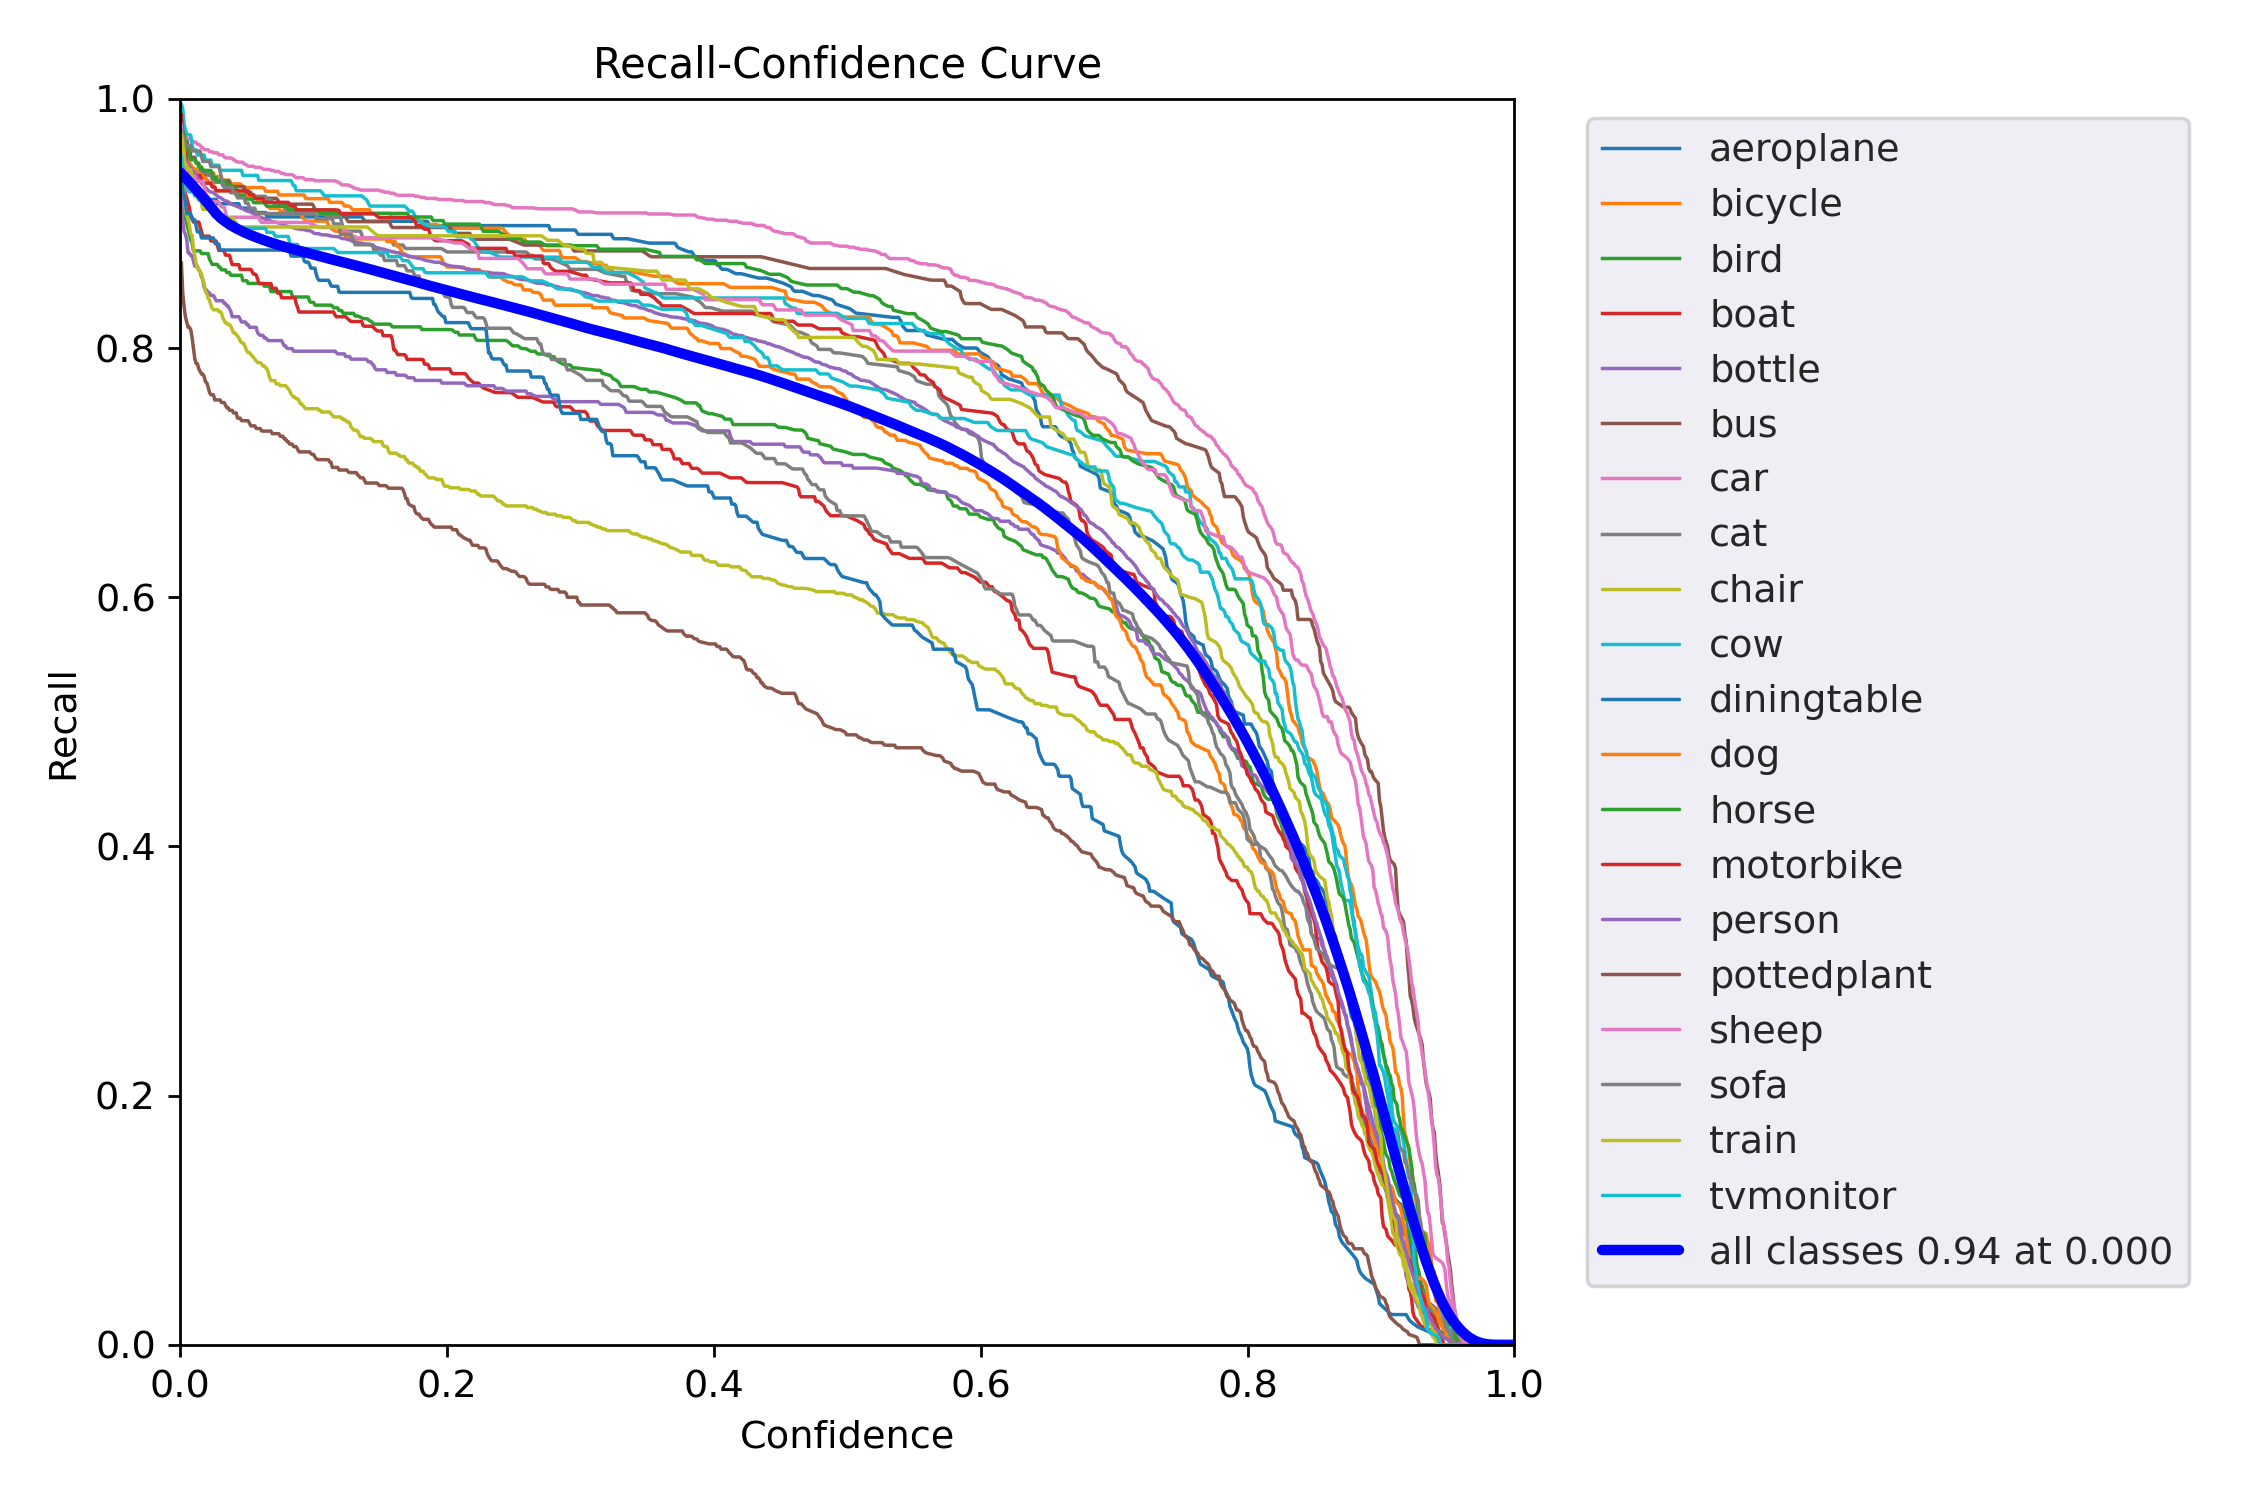 Recall-Confidence Curve
1.0
0.8
0.6
0.4
0.2
0.0
Recall
0.0 0.2 0.4 0.6 0.8 1.0
Confidence
aeroplane
bicycle
bird
boat
bottle
bus
car
cat
chair
cow
diningtable
dog
horse
motorbike
person
pottedplant
sheep
sofa
train
tvmonitor
all classes 0.94 at 0.000